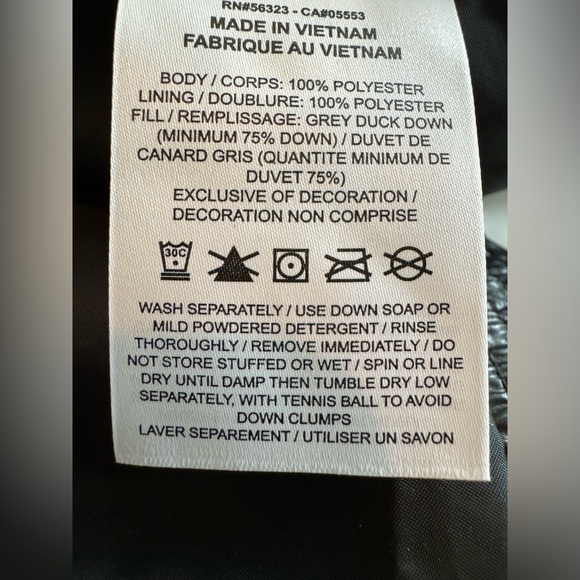 RN#56323 - CA#05553
MADE IN VIETNAM
FABRIQUE AU VIETNAM
BODY / CORPS: 100% POLYESTER
LINING / DOUBLURE: 100% POLYESTER
FILL / REMPLISSAGE: GREY DUCK DOWN
(MINIMUM 75% DOWN) / DUVET DE
CANARD GRIS (QUANTITE MINIMUM DE
DUVET 75%)
EXCLUSIVE OF DECORATION /
DECORATION NON COMPRISE
30C
WASH SEPARATELY / USE DOWN SOAP OR
MILD POWDERED DETERGENT / RINSE
THOROUGHLY / REMOVE IMMEDIATELY / DO
NOT STORE STUFFED OR WET / SPIN OR LINE
DRY UNTIL DAMP THEN TUMBLE DRY LOW
SEPARATELY, WITH TENNIS BALL TO AVOID
DOWN CLUMPS
LAVER SEPAREMENT / UTILISER UN SAVON